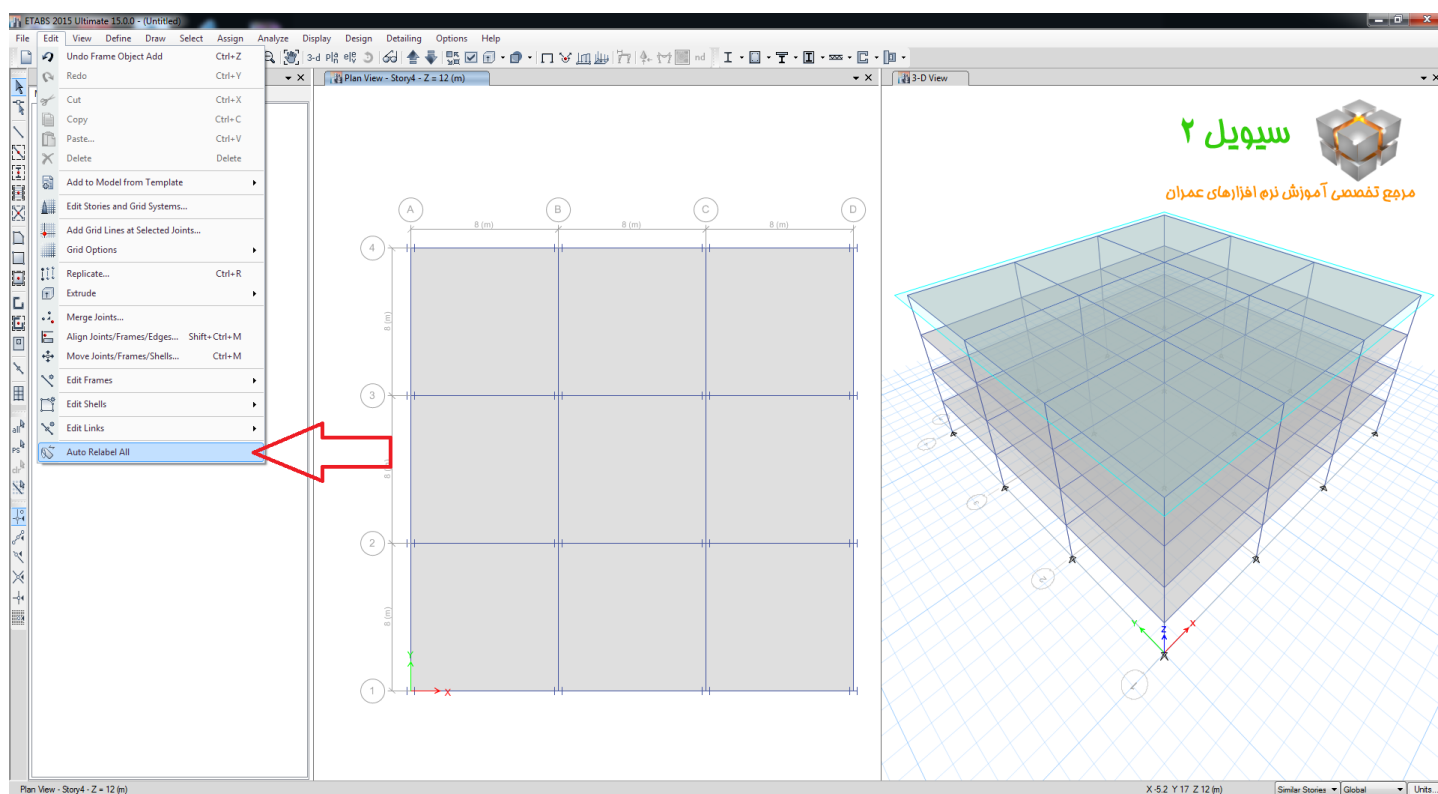 ETABS 2015 Ultimate 15.0.0 - (Untitled)
File Edit View Define Draw Select Assign Analyze Display Design Detailing Options Help
Undo Frame Object Add Ctrl+Z
Redo Ctrl+Y
Cut Ctrl+X
Copy Ctrl+C
Paste... Ctrl+V
Delete Delete
Add to Model from Template
Edit Stories and Grid Systems...
Add Grid Lines at Selected Joints...
Grid Options
Replicate... Ctrl+R
Extrude
Merge Joints...
Align Joints/Frames/Edges... Shift+Ctrl+M
Move Joints/Frames/Shells... Ctrl+M
Edit Frames
Edit Shells
Edit Links
Auto Relabel All
3-d
nd
all
PS
clr
Plan View - Story4 - Z = 12 (m)
A B C D
8 (m) 8 (m) 8 (m)
4
8 (m)
3
2
8 (m)
1
Y
X
3-D View
سیویل ۲
مرجع تخصصی آموزش نرم افزارهای عمران
Y Z X
Plan View - Story4 - Z = 12 (m)
X -5.2 Y 17 Z 12 (m)
Similar Stories
Global
Units...